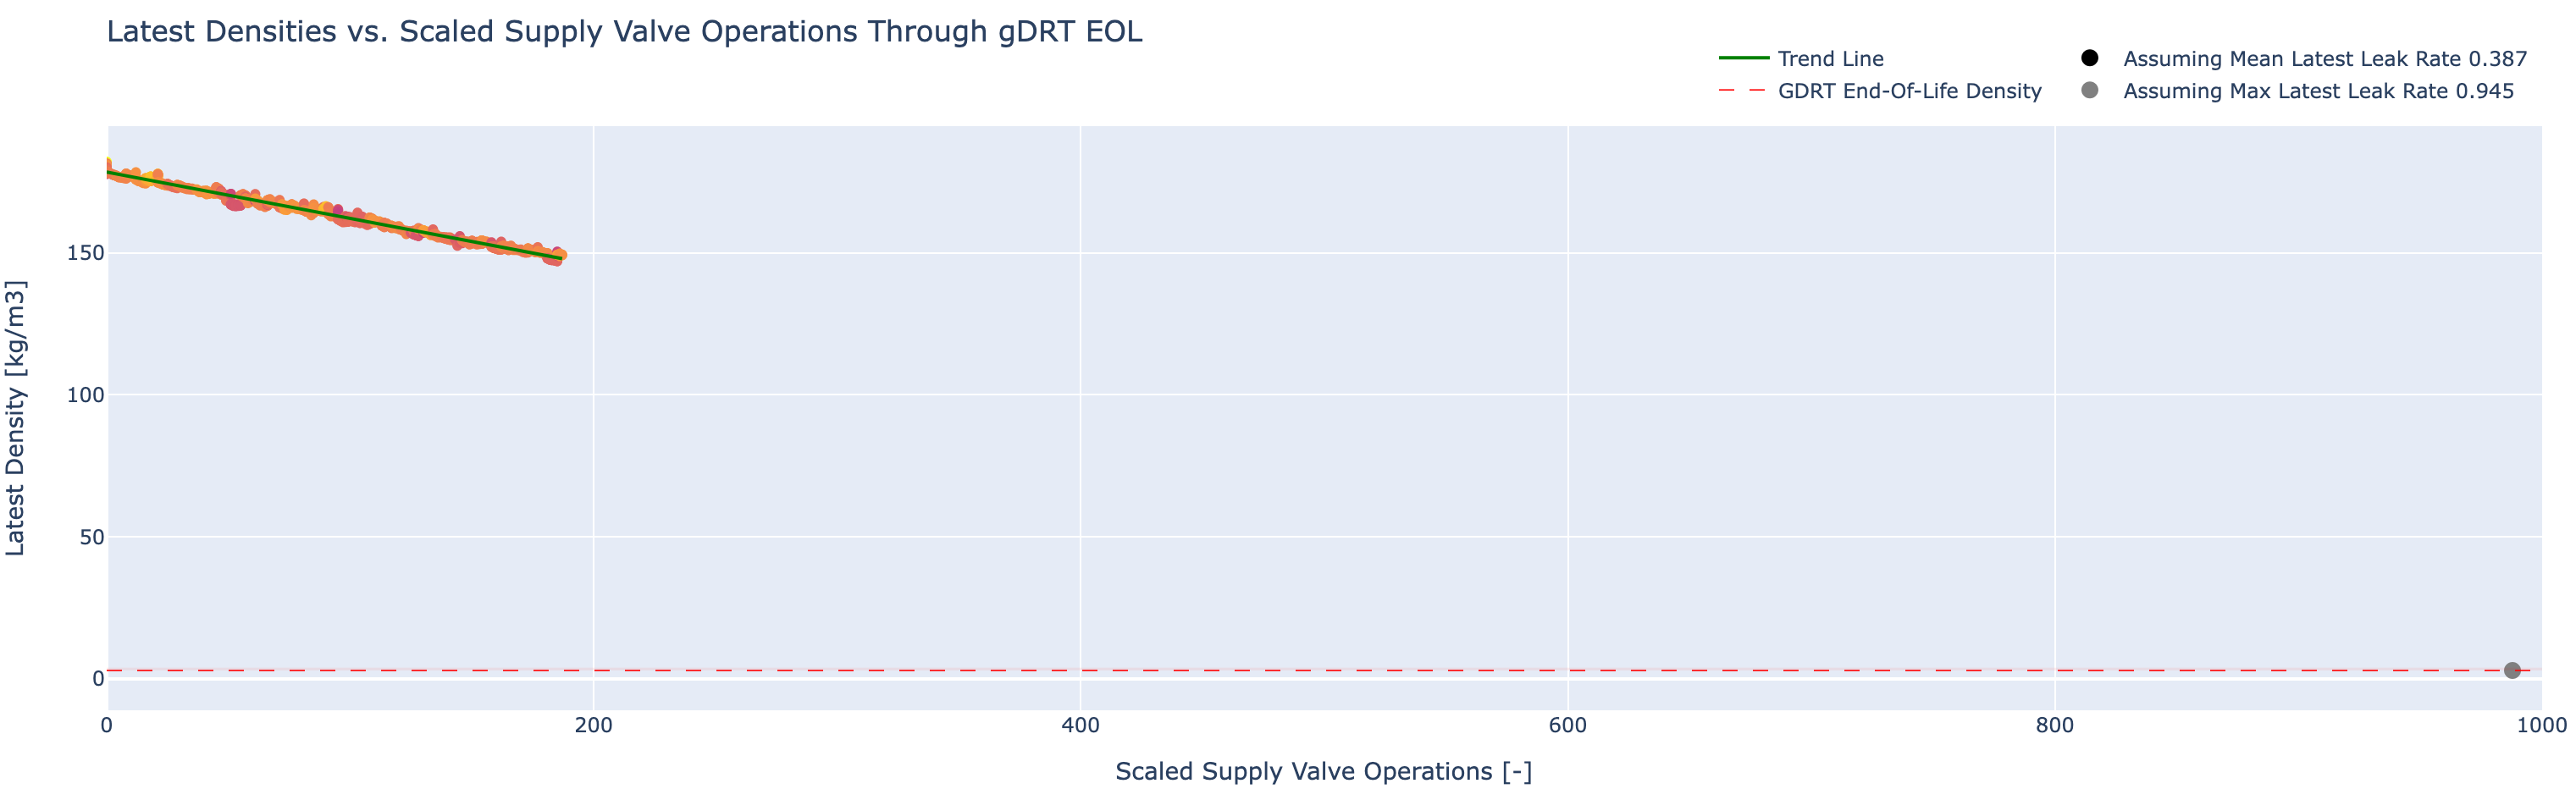 Latest Densities vs. Scaled Supply Valve Operations Through gDRT EOL
Trend Line
GDRT End-Of-Life Density
Assuming Mean Latest Leak Rate 0.387
Assuming Max Latest Leak Rate 0.945
Latest Density [kg/m3]
150
100
50
0
0 200 400 600 800 1000
Scaled Supply Valve Operations [-]